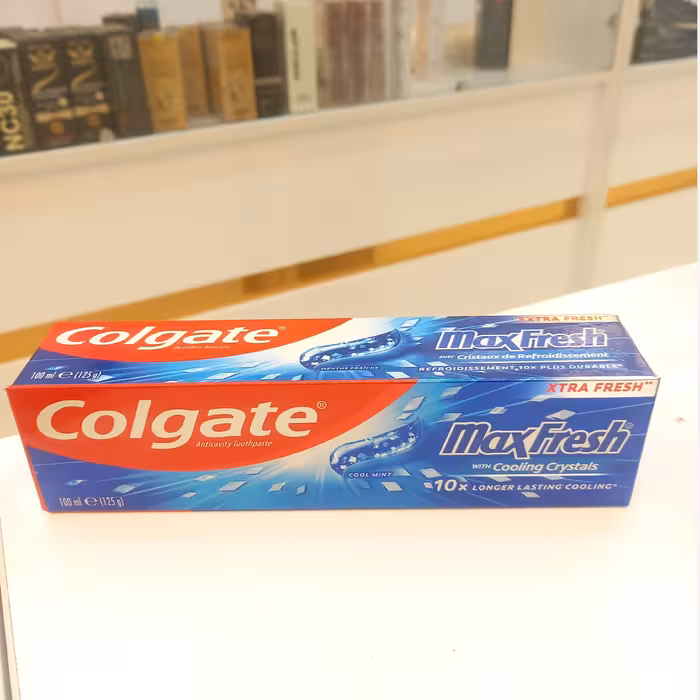 NC30
XTRA FRESH**
Colgate®
MaxFresh
AVEC Cristaux de Refroidissement
MENTHE FRAÎCHE
REFROIDISSEMENT 10X PLUS DURABLE*
100 ml ℮ (125 g)
XTRA FRESH**
Colgate®
Anticavity Toothpaste
MaxFresh®
WITH Cooling Crystals
COOL MINT
10x LONGER LASTING COOLING*
100 ml ℮ (125 g)